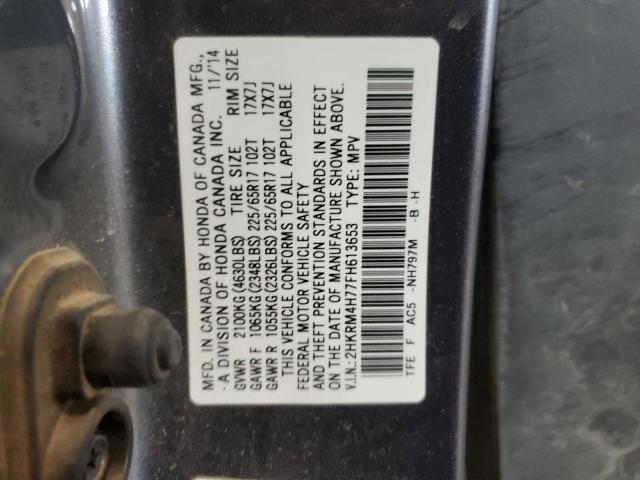 MFD. IN CANADA BY HONDA OF CANADA MFG.,
- A DIVISION OF HONDA CANADA INC. 11/'14
GVWR 2100KG (4630LBS) TIRE SIZE RIM SIZE
GAWR F 1065KG (2348LBS) 225/65R17 102T 17X7J
GAWR R 1055KG (2326LBS) 225/65R17 102T 17X7J
THIS VEHICLE CONFORMS TO ALL APPLICABLE
FEDERAL MOTOR VEHICLE SAFETY
AND THEFT PREVENTION STANDARDS IN EFFECT
ON THE DATE OF MANUFACTURE SHOWN ABOVE.
V.I.N.: 2HKRM4H77FH613653 TYPE: MPV
TFE F AC5 - NH797M - B - H